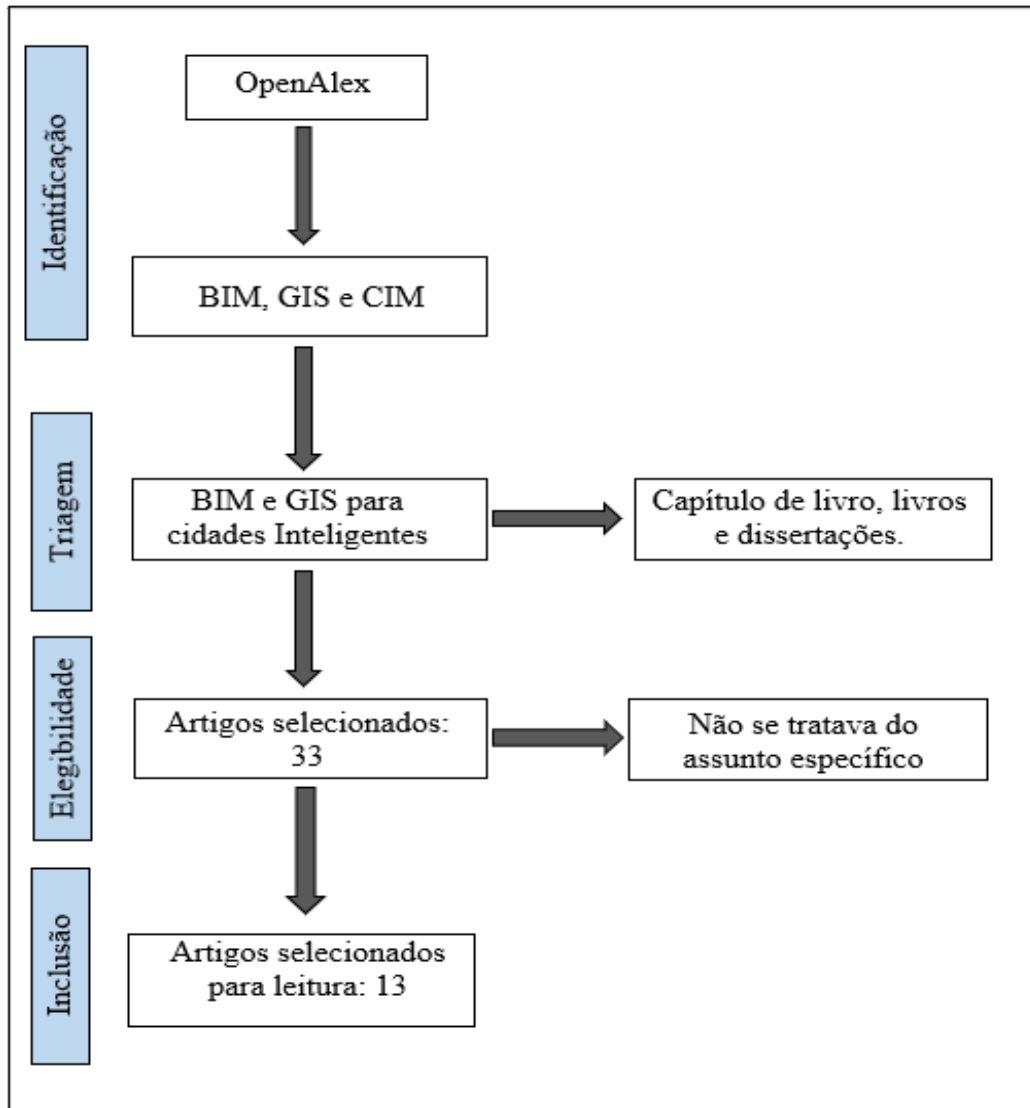 Identificação
OpenAlex
BIM, GIS e CIM
Triagem
BIM e GIS para
cidades Inteligentes
Capítulo de livro, livros
e dissertações.
Elegibilidade
Artigos selecionados:
33
Não se tratava do
assunto específico
Inclusão
Artigos selecionados
para leitura: 13